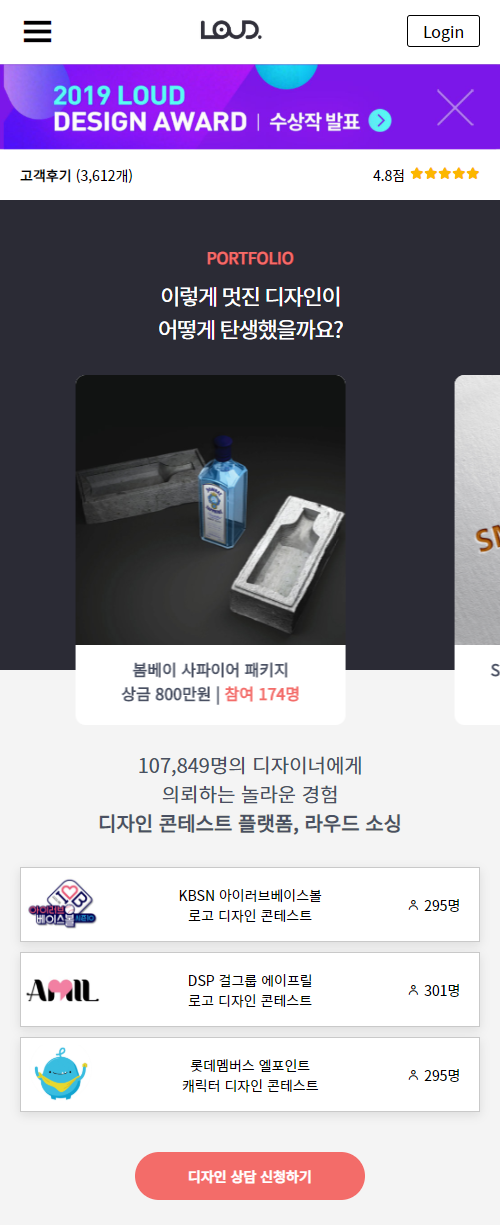 LOUD.
Login
2019 LOUD
DESIGN AWARD | 수상작 발표
고객후기 (3,612개)
4.8점
PORTFOLIO
이렇게 멋진 디자인이
어떻게 탄생했을까요?
봄베이 사파이어 패키지
상금 800만원 | 참여 174명
S
107,849명의 디자이너에게
의뢰하는 놀라운 경험
디자인 콘테스트 플랫폼, 라우드 소싱
아이러브
베이스볼
KBSN 아이러브베이스볼
로고 디자인 콘테스트
295명
DSP 걸그룹 에이프릴
로고 디자인 콘테스트
301명
롯데멤버스 엘포인트
캐릭터 디자인 콘테스트
295명
디자인 상담 신청하기